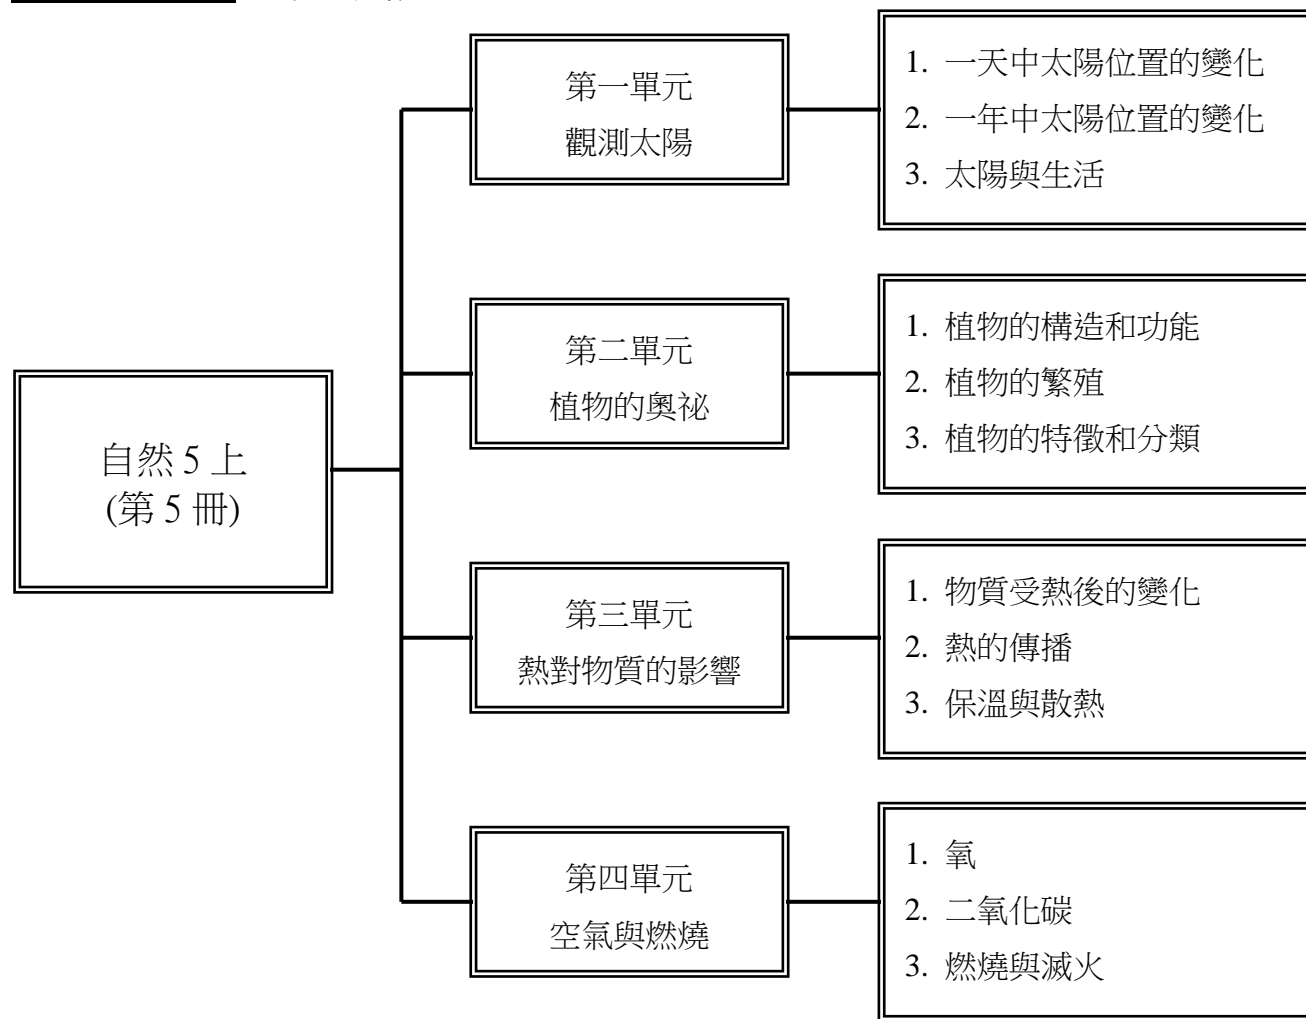 自然 5 上
(第 5 冊)
第一單元
觀測太陽
1. 一天中太陽位置的變化
2. 一年中太陽位置的變化
3. 太陽與生活
第二單元
植物的奧祕
1. 植物的構造和功能
2. 植物的繁殖
3. 植物的特徵和分類
第三單元
熱對物質的影響
1. 物質受熱後的變化
2. 熱的傳播
3. 保溫與散熱
第四單元
空氣與燃燒
1. 氧
2. 二氧化碳
3. 燃燒與滅火